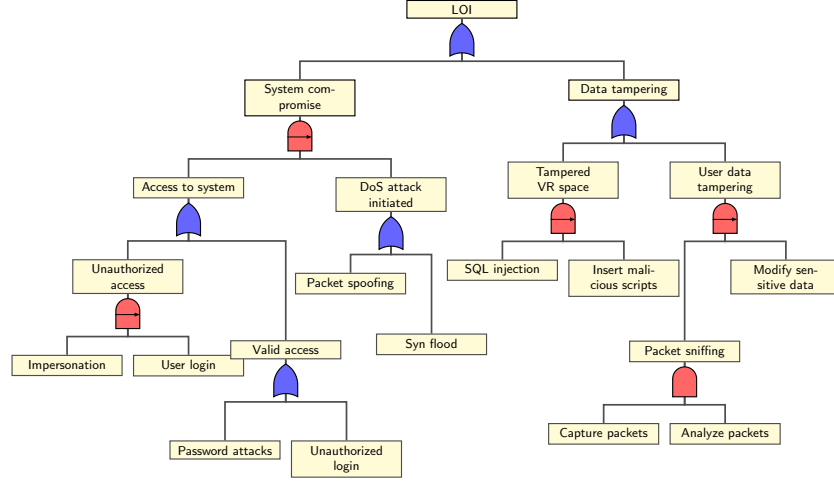 LOI
System com-
promise
Data tampering
Access to system
DoS attack
initiated
Tampered
VR space
User data
tampering
Unauthorized
access
Packet spoofing
SQL injection
Insert mali-
cious scripts
Modify sen-
sitive data
Impersonation
User login
Valid access
Syn flood
Packet sniffing
Password attacks
Unauthorized
login
Capture packets
Analyze packets